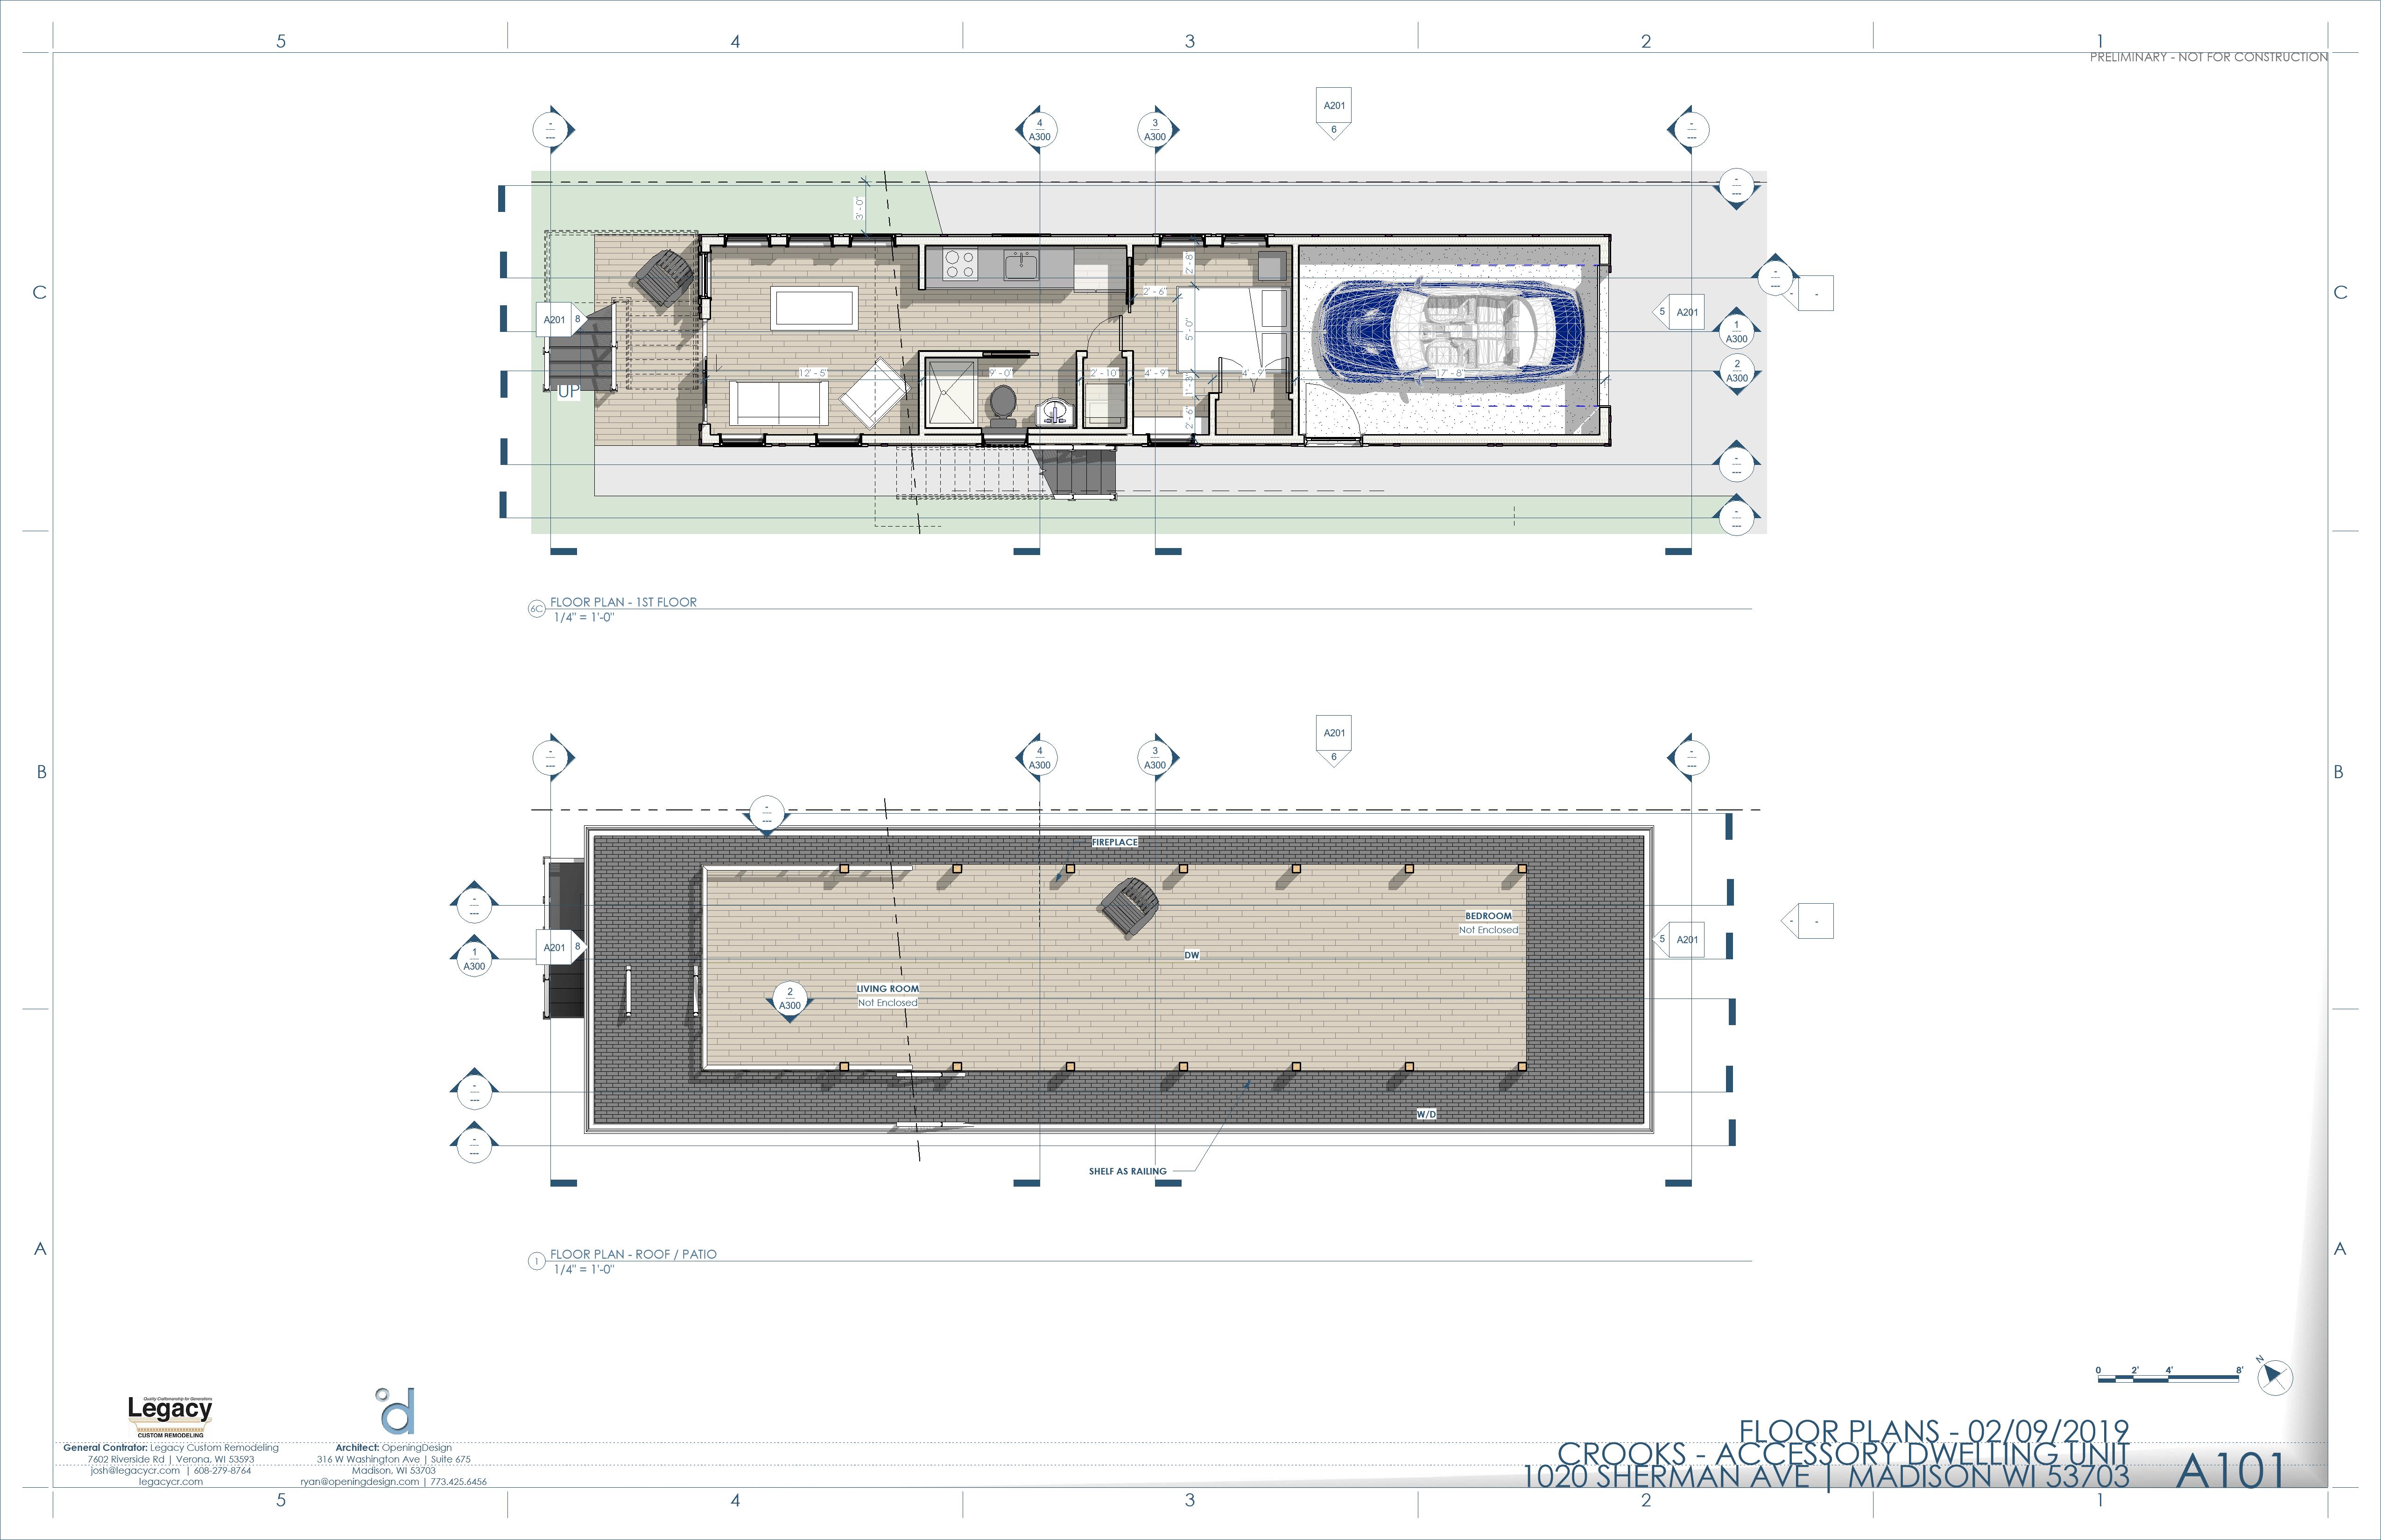 5 4 3 2 1
PRELIMINARY - NOT FOR CONSTRUCTION
A201
6
-
---
4
A300
3
A300
-
---
-
---
3' - 0"
C
C
2' - 8"
-
---
-
-
2' - 6"
A201 8
5 A201
1
A300
5' - 0"
2
A300
UP
12' - 5"
9' - 0"
2' - 10"
4' - 9"
4' - 9"
17' - 8"
2' - 6"
-
---
-
---
6C
FLOOR PLAN - 1ST FLOOR
1/4" = 1'-0"
A201
6
-
---
4
A300
3
A300
-
---
B
B
-
---
FIREPLACE
-
---
BEDROOM
Not Enclosed
-
-
A201 8
5 A201
1
A300
DW
LIVING ROOM
Not Enclosed
2
A300
-
---
W/D
-
---
SHELF AS RAILING
A
A
1
FLOOR PLAN - ROOF / PATIO
1/4" = 1'-0"
0 2' 4' 8'
N
Quality Craftsmanship for Generations
Legacy
CUSTOM REMODELING
d
General Contrator: Legacy Custom Remodeling
7602 Riverside Rd | Verona, WI 53593
josh@legacycr.com | 608-279-8764
legacycr.com
Architect: OpeningDesign
316 W Washington Ave | Suite 675
Madison, WI 53703
ryan@openingdesign.com | 773.425.6456
FLOOR PLANS - 02/09/2019
CROOKS - ACCESSORY DWELLING UNIT
1020 SHERMAN AVE | MADISON WI 53703
A101
5 4 3 2 1